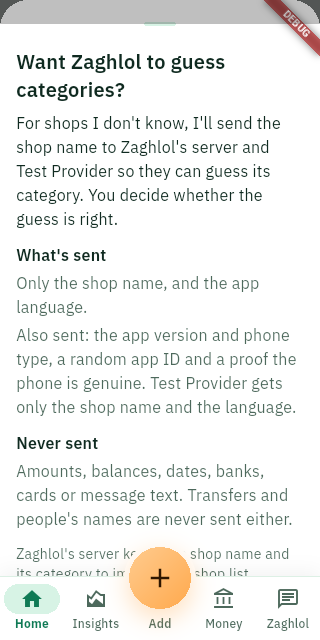 DEBUG
Want Zaghlol to guess
categories?
For shops I don't know, I'll send the
shop name to Zaghlol's server and
Test Provider so they can guess its
category. You decide whether the
guess is right.
What's sent
Only the shop name, and the app
language.
Also sent: the app version and phone
type, a random app ID and a proof the
phone is genuine. Test Provider gets
only the shop name and the language.
Never sent
Amounts, balances, dates, banks,
cards or message text. Transfers and
people's names are never sent either.
Zaghlol's server shop name and
its category to shop list
Home
Insights
Add
Money
Zaghlol